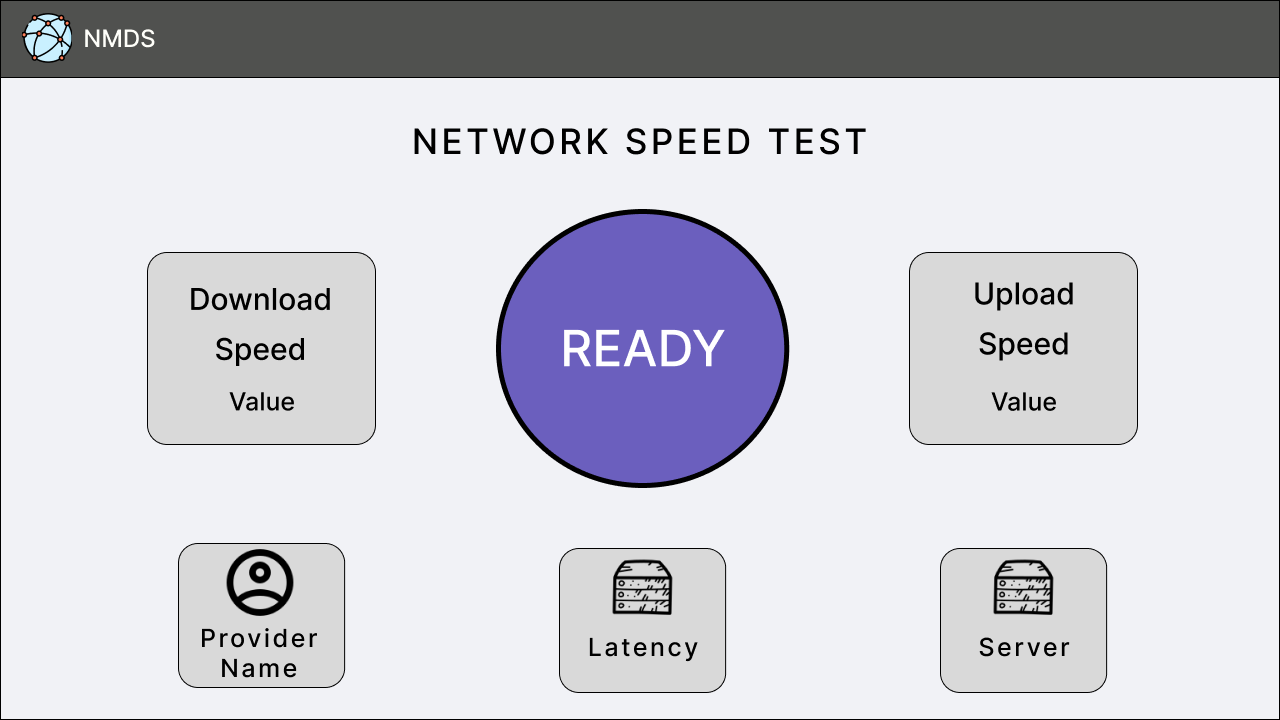 NMDS
NETWORK SPEED TEST
Download
Speed
Value
READY
Upload
Speed
Value
Provider
Name
Latency
Server